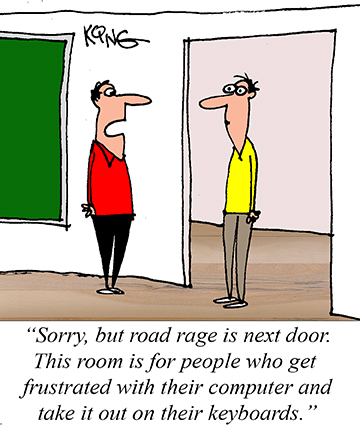 KONG
“Sorry, but road rage is next door.
This room is for people who get
frustrated with their computer and
take it out on their keyboards.”